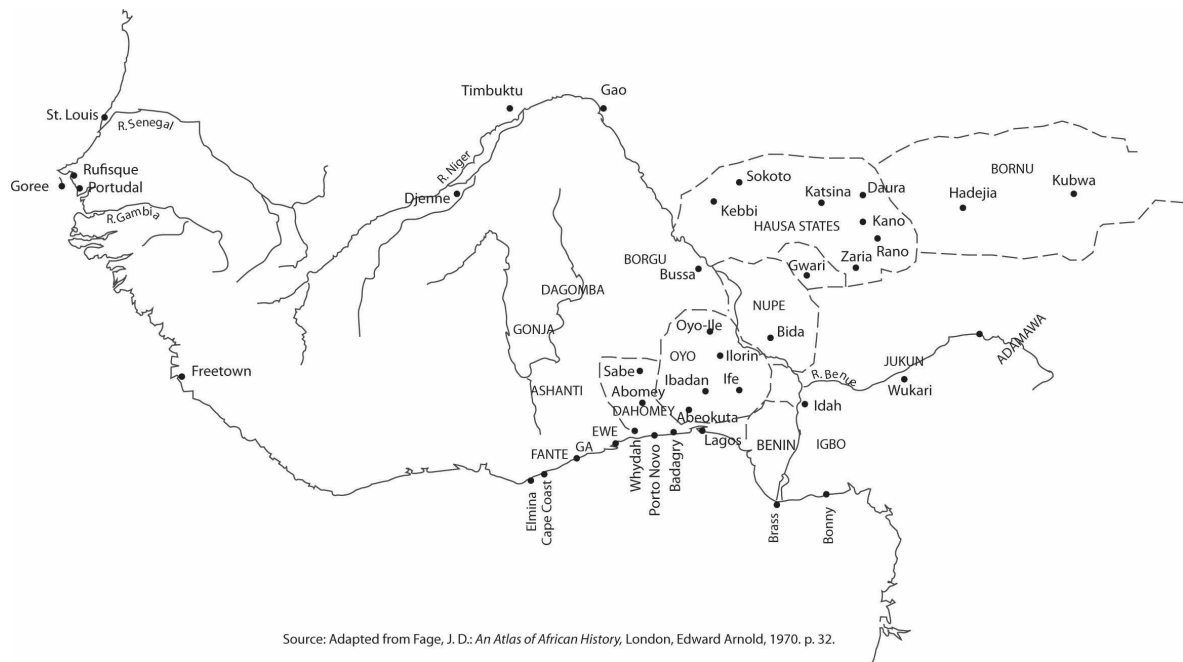 Timbuktu
Gao
St. Louis
R.Senegal
Rufisque
Goree
Portudal
R.Gambia
R.Niger
Djenne
BORNU
Sokoto
Katsina
Daura
Hadejia
Kubwa
Kebbi
HAUSA STATES
Kano
Rano
BORGU
Bussa
Gwari
Zaria
DAGOMBA
NUPE
GONJA
Oyo-Ile
Bida
ADAMAWA
OYO
Ilorin
JUKUN
Freetown
Sabe
R.Benue
Wukari
ASHANTI
Abomey
Ibadan
Ife
DAHOMEY
Abeokuta
Idah
EWE
Lagos
BENIN
IGBO
FANTE
GA
Whydah
Porto Novo
Badagry
Elmina
Cape Coast
Brass
Bonny
Source: Adapted from Fage, J. D.: An Atlas of African History, London, Edward Arnold, 1970. p. 32.